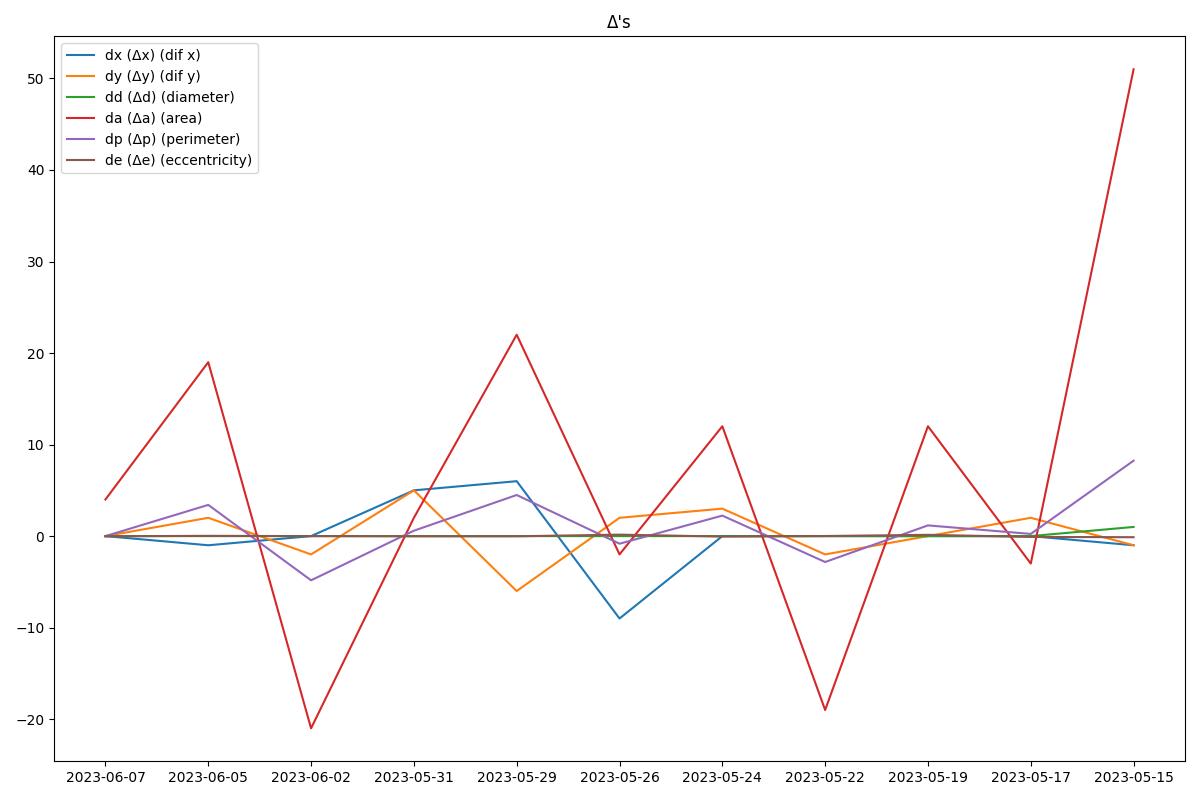 Δ's
dx (Δx) (dif x)
dy (Δy) (dif y)
dd (Δd) (diameter)
da (Δa) (area)
dp (Δp) (perimeter)
de (Δe) (eccentricity)
50
40
30
20
10
0
−10
−20
2023-06-07 2023-06-05 2023-06-02 2023-05-31 2023-05-29 2023-05-26 2023-05-24 2023-05-22 2023-05-19 2023-05-17 2023-05-15